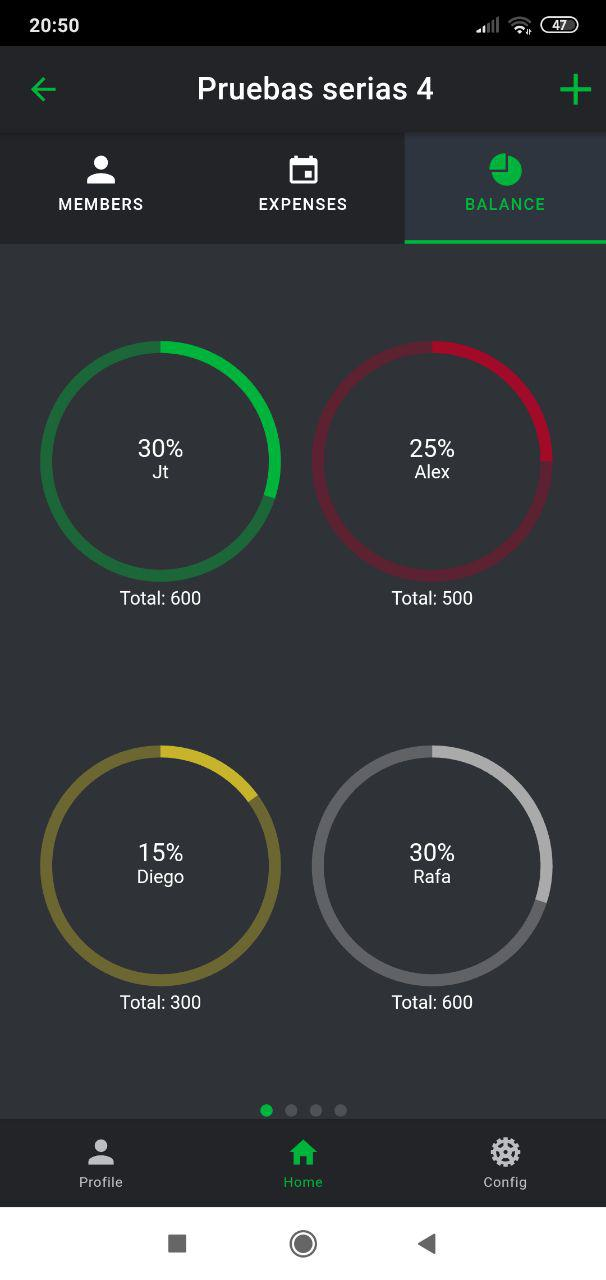 20:50
47
Pruebas serias 4
MEMBERS
EXPENSES
BALANCE
30%
Jt
Total: 600
25%
Alex
Total: 500
15%
Diego
Total: 300
30%
Rafa
Total: 600
Profile
Home
Config